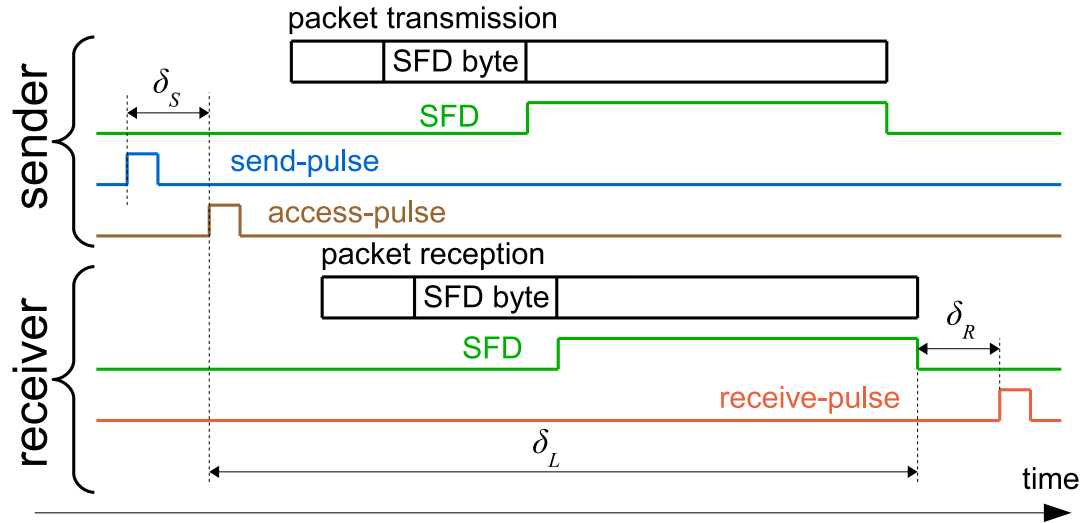 packet transmission
SFD byte
δS
SFD
send-pulse
access-pulse
sender
packet reception
SFD byte
δR
SFD
receive-pulse
receiver
δL
time